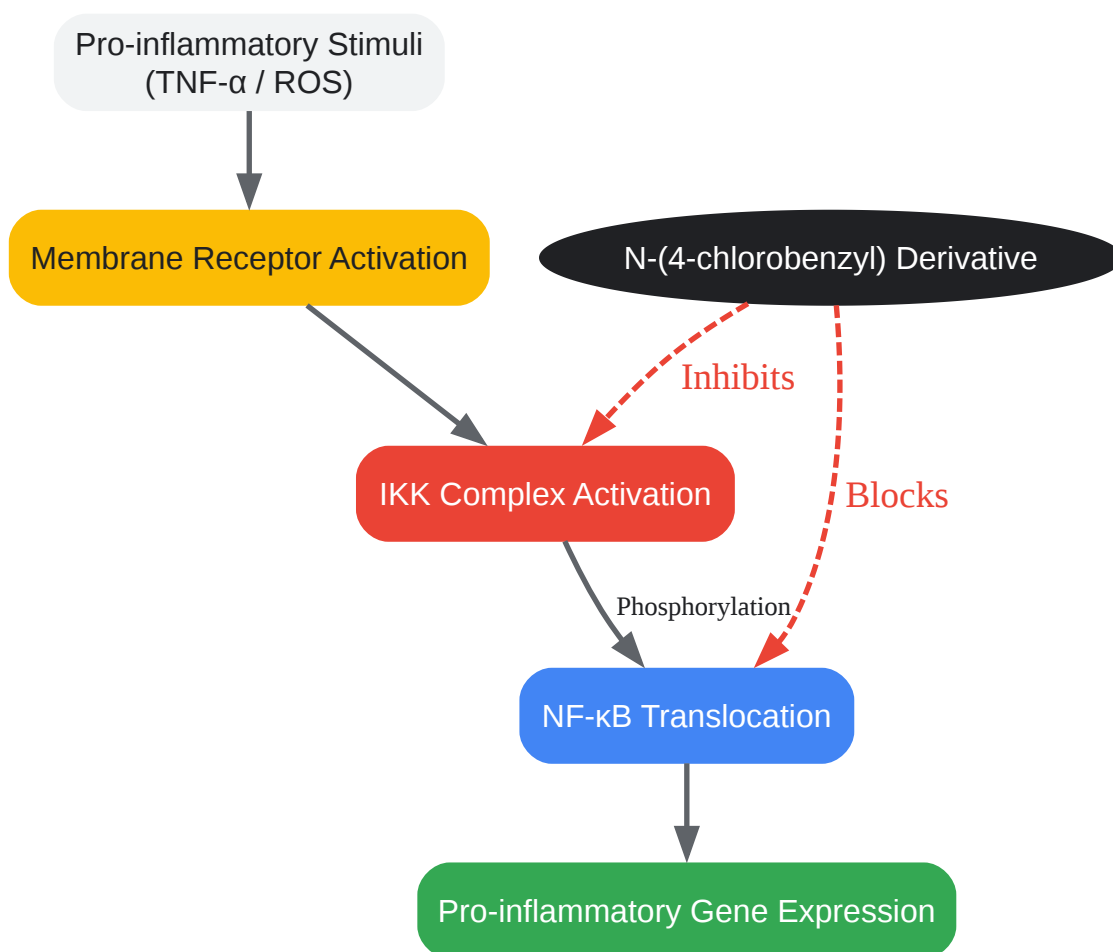 Pro-inflammatory Stimuli
(TNF-α / ROS)
Membrane Receptor Activation
N-(4-chlorobenzyl) Derivative
Inhibits
IKK Complex Activation
Blocks
Phosphorylation
NF-κB Translocation
Pro-inflammatory Gene Expression